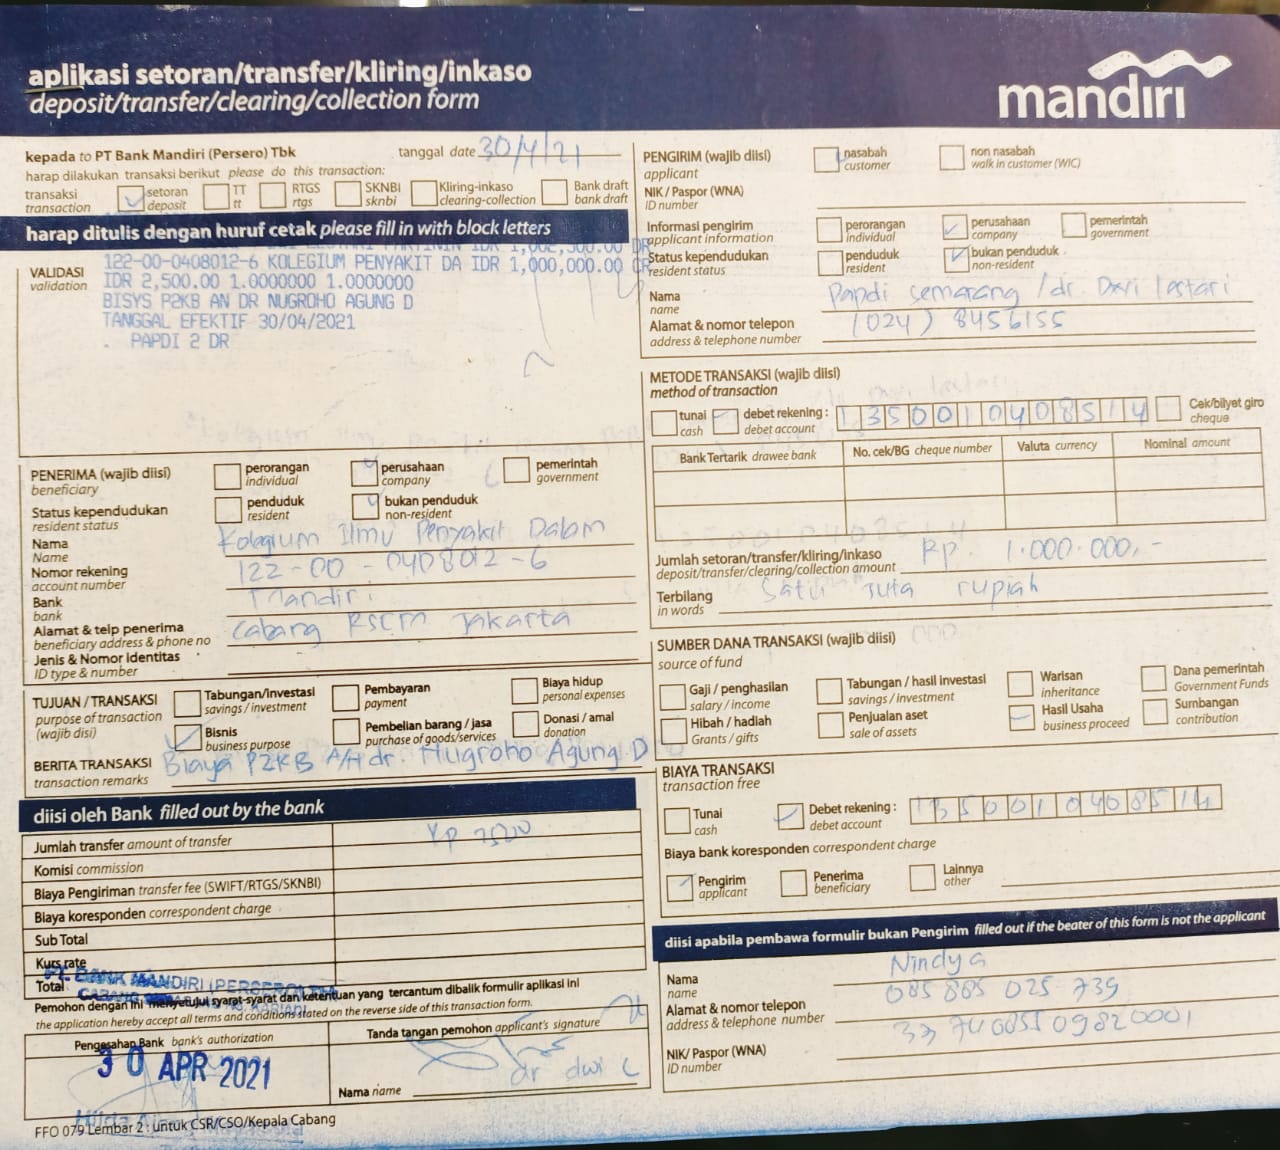 aplikasi setoran/transfer/kliring/inkaso
deposit/transfer/clearing/collection form
mandiri
kepada to PT Bank Mandiri (Persero) Tbk
tanggal date 30/4/21
harap dilakukan transaksi berikut please do this transaction:
transaksi transaction
setoran deposit
TT tt
RTGS rtgs
SKNBI sknbi
Kliring-inkaso clearing-collection
Bank draft bank draft
harap ditulis dengan huruf cetak please fill in with block letters
VALIDASI
validation
IDR 1,002,500.00 DR
122-00-0408012-6 KOLEGIUM PENYAKIT DA IDR 1,000,000.00 CR
IDR 2,500.00 1.0000000 1.0000000
BISYS P2KB AN DR NUGROHO AGUNG D
TANGGAL EFEKTIF 30/04/2021
. PAPDI 2 DR
PENERIMA (wajib diisi)
beneficiary
perorangan individual
perusahaan company
pemerintah government
Status kependudukan
resident status
penduduk resident
bukan penduduk non-resident
Nama
Name
Kolegium Ilmu Penyakit Dalam
Nomor rekening
account number
122-00-0408012-6
Bank
bank
Mandiri
Alamat & telp penerima
beneficiary address & phone no
Cabang RSCM Jakarta
Jenis & Nomor identitas
ID type & number
TUJUAN / TRANSAKSI
purpose of transaction
(wajib disi)
Tabungan/investasi savings / investment
Pembayaran payment
Biaya hidup personal expenses
Bisnis business purpose
Pembelian barang / jasa purchase of goods/services
Donasi / amal donation
BERITA TRANSAKSI
transaction remarks
Biaya P2KB A/n dr. Nugroho Agung D
diisi oleh Bank filled out by the bank
Jumlah transfer amount of transfer
Rp 2500
Komisi commission
Biaya Pengiriman transfer fee (SWIFT/RTGS/SKNBI)
Biaya koresponden correspondent charge
Sub Total
Kurs rate
Total
PT. BANK MANDIRI (PERSERO)
CABANG
KARIADI
Pemohon dengan ini menyetujui syarat-syarat dan ketentuan yang tercantum dibalik formulir aplikasi ini
the application hereby accept all terms and conditions stated on the reverse side of this transaction form.
Pengesahan Bank bank's authorization
30 APR 2021
Tanda tangan pemohon applicant's signature
dr dwi L
Nama name
FFO 079 Lembar 2 : untuk CSR/CSO/Kepala Cabang
PENGIRIM (wajib diisi)
applicant
nasabah customer
non nasabah walk in customer (WIC)
NIK / Paspor (WNA)
ID number
Informasi pengirim
applicant information
perorangan individual
perusahaan company
pemerintah government
Status kependudukan
resident status
penduduk resident
bukan penduduk non-resident
Nama
name
Papdi Semarang / dr. Dwi lestari
Alamat & nomor telepon
address & telephone number
(024) 8456155
METODE TRANSAKSI (wajib diisi)
method of transaction
tunai cash
debet rekening : debet account
1350010408514
Cek/bilyet giro cheque
Bank Tertarik drawee bank
No. cek/BG cheque number
Valuta currency
Nominal amount
Jumlah setoran/transfer/kliring/inkaso
deposit/transfer/clearing/collection amount
Rp. 1.000.000,-
Terbilang
in words
Satu Juta rupiah
SUMBER DANA TRANSAKSI (wajib diisi)
source of fund
Gaji / penghasilan salary / income
Tabungan / hasil investasi savings / investment
Warisan inheritance
Dana pemerintah Government Funds
Hibah / hadiah Grants / gifts
Penjualan aset sale of assets
Hasil Usaha business proceed
Sumbangan contribution
BIAYA TRANSAKSI
transaction free
Tunai cash
Debet rekening : debet account
1350010408514
Biaya bank koresponden correspondent charge
Pengirim applicant
Penerima beneficiary
Lainnya other
diisi apabila pembawa formulir bukan Pengirim filled out if the beater of this form is not the applicant
Nama
name
Nindya
Alamat & nomor telepon
address & telephone number
085 885 025 739
NIK/ Paspor (WNA)
ID number